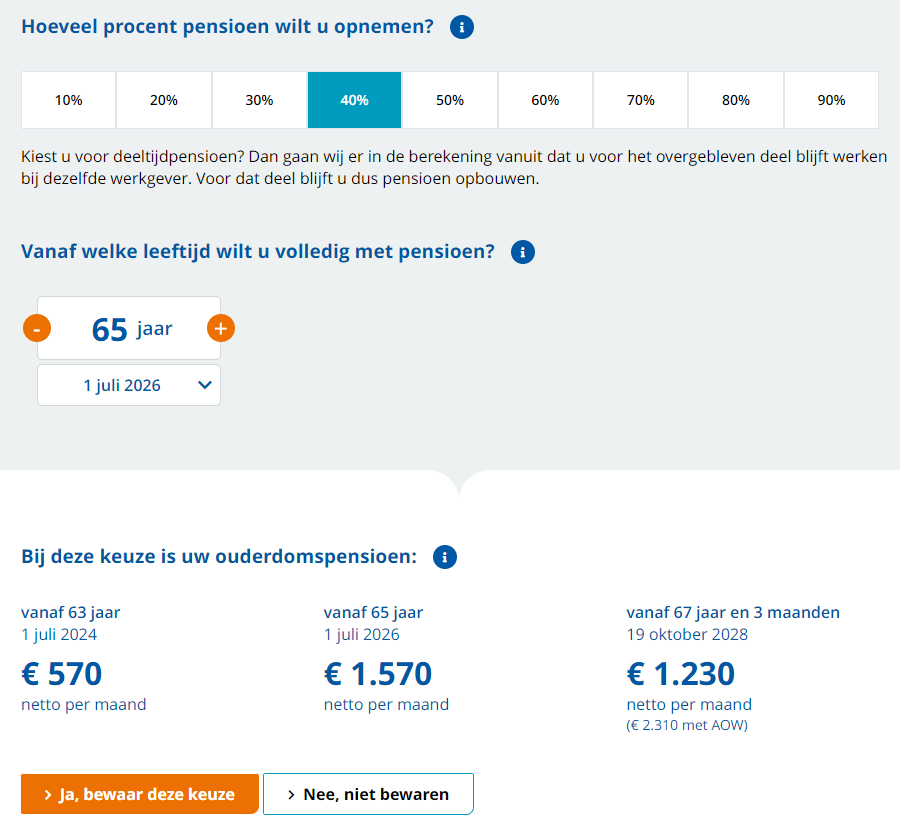 Hoeveel procent pensioen wilt u opnemen? i
10% 20% 30% 40% 50% 60% 70% 80% 90%
Kiest u voor deeltijdpensioen? Dan gaan wij er in de berekening vanuit dat u voor het overgebleven deel blijft werken
bij dezelfde werkgever. Voor dat deel blijft u dus pensioen opbouwen.
Vanaf welke leeftijd wilt u volledig met pensioen? i
- 65 jaar +
1 juli 2026
Bij deze keuze is uw ouderdomspensioen: i
vanaf 63 jaar
1 juli 2024
€ 570
netto per maand
vanaf 65 jaar
1 juli 2026
€ 1.570
netto per maand
vanaf 67 jaar en 3 maanden
19 oktober 2028
€ 1.230
netto per maand
(€ 2.310 met AOW)
> Ja, bewaar deze keuze
> Nee, niet bewaren